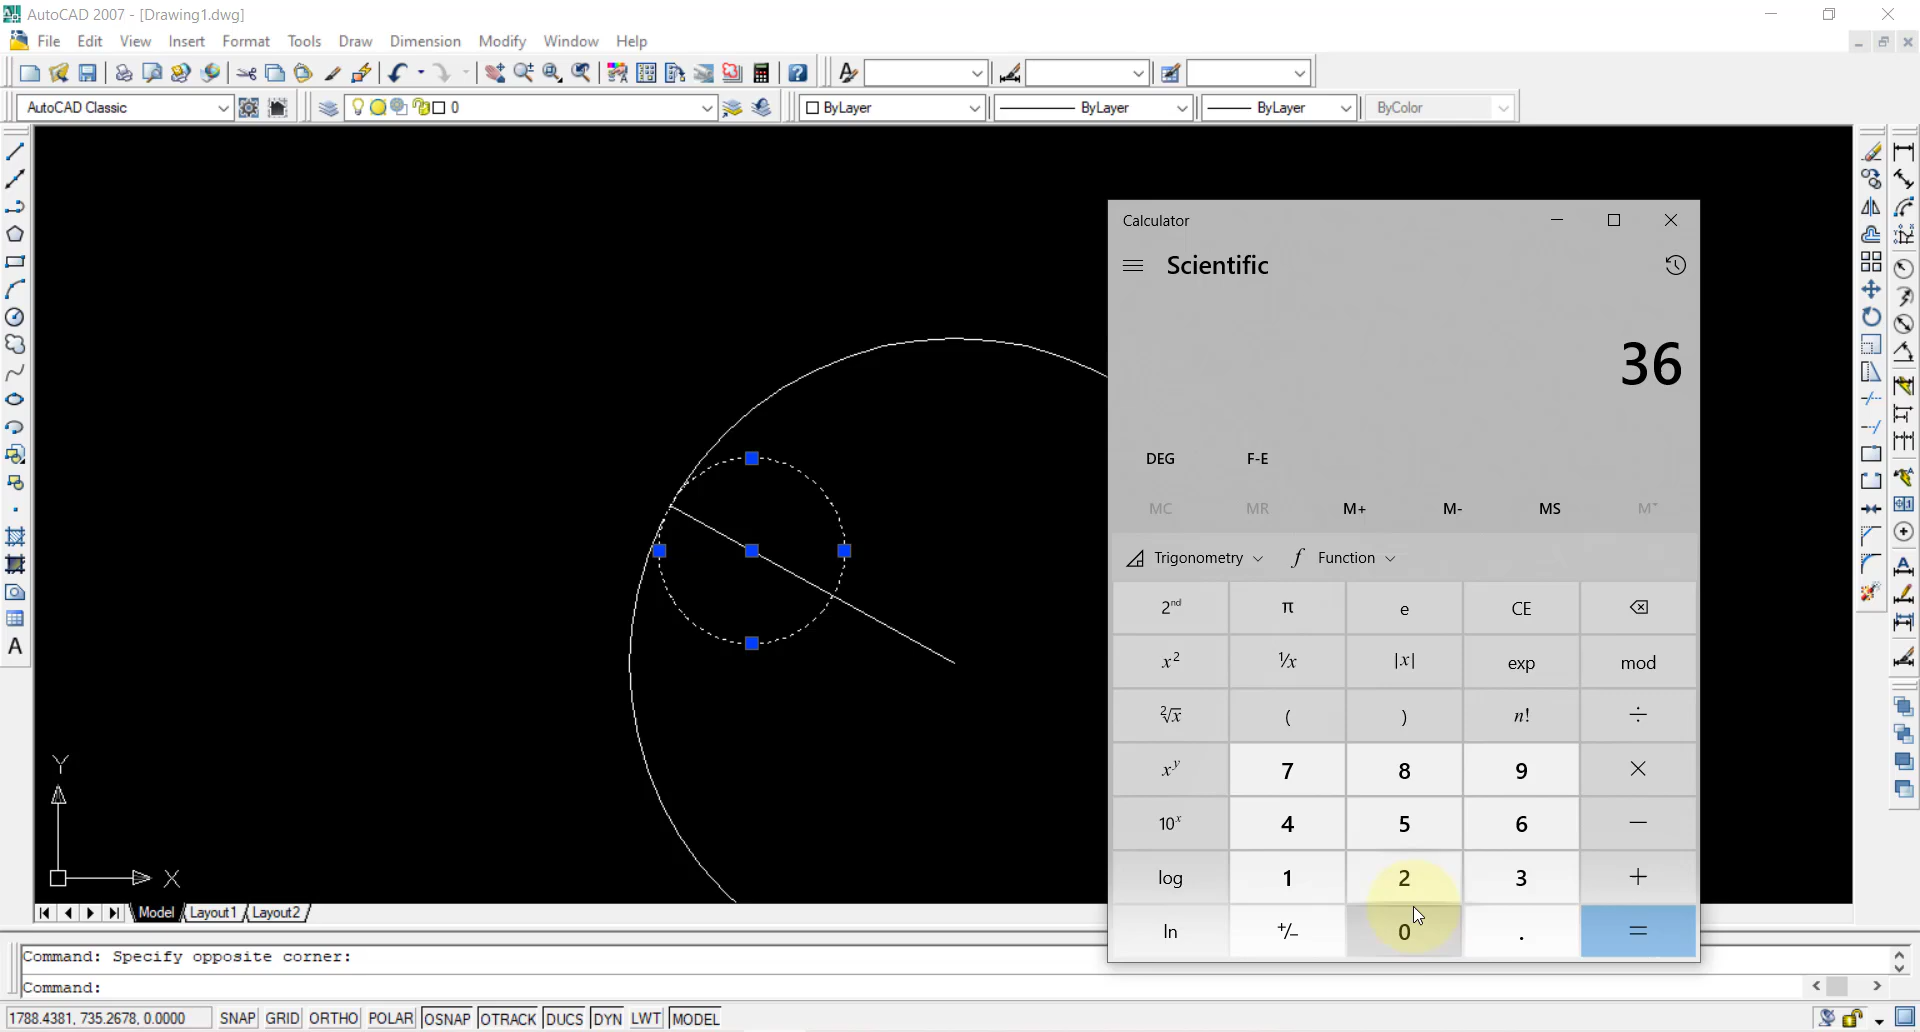 AutoCAD 2007 - [Drawing1.dwg]
File Edit View Insert Format Tools Draw Dimension Modify Window Help
AutoCAD Classic 0 ByLayer ByLayer ByLayer ByColor
Calculator
Scientific
36
DEG F-E
MC MR M+ M- MS M˅
Trigonometry f Function
2ⁿᵈ π e CE
x² ¹/x |x| exp mod
²√x ( ) n! ÷
xʸ 7 8 9 ×
10ˣ 4 5 6 −
log 1 2 3 +
ln +/− 0 . =
Y
X
Model Layout1 Layout2
Command: Specify opposite corner:
Command:
1788.4381, 735.2678, 0.0000 SNAP GRID ORTHO POLAR OSNAP OTRACK DUCS DYN LWT MODEL